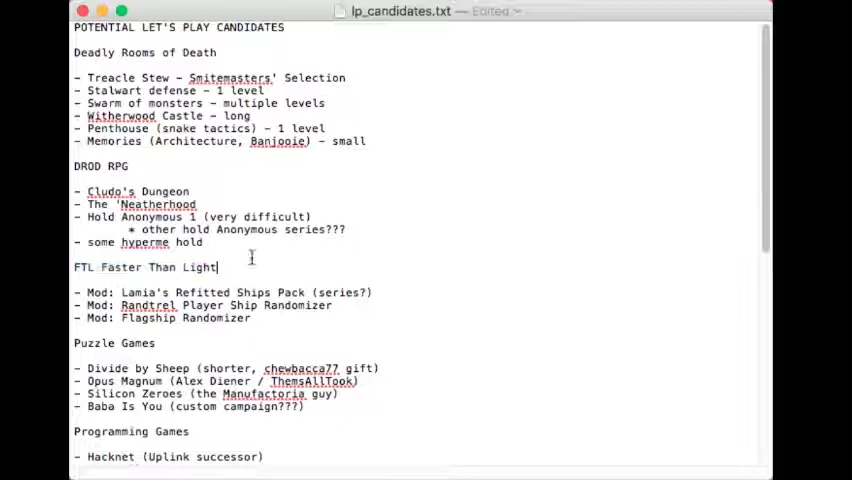 lp_candidates.txt — Edited
POTENTIAL LET'S PLAY CANDIDATES
Deadly Rooms of Death
- Treacle Stew - Smitemasters' Selection
- Stalwart defense - 1 level
- Swarm of monsters - multiple levels
- Witherwood Castle - long
- Penthouse (snake tactics) - 1 level
- Memories (Architecture, Banjooie) - small
DROD RPG
- Cludo's Dungeon
- The 'Neatherhood
- Hold Anonymous 1 (very difficult)
* other hold Anonymous series???
- some hyperme hold
FTL Faster Than Light
- Mod: Lamia's Refitted Ships Pack (series?)
- Mod: Randtrel Player Ship Randomizer
- Mod: Flagship Randomizer
Puzzle Games
- Divide by Sheep (shorter, chewbacca77 gift)
- Opus Magnum (Alex Diener / ThemsAllTook)
- Silicon Zeroes (the Manufactoria guy)
- Baba Is You (custom campaign???)
Programming Games
- Hacknet (Uplink successor)